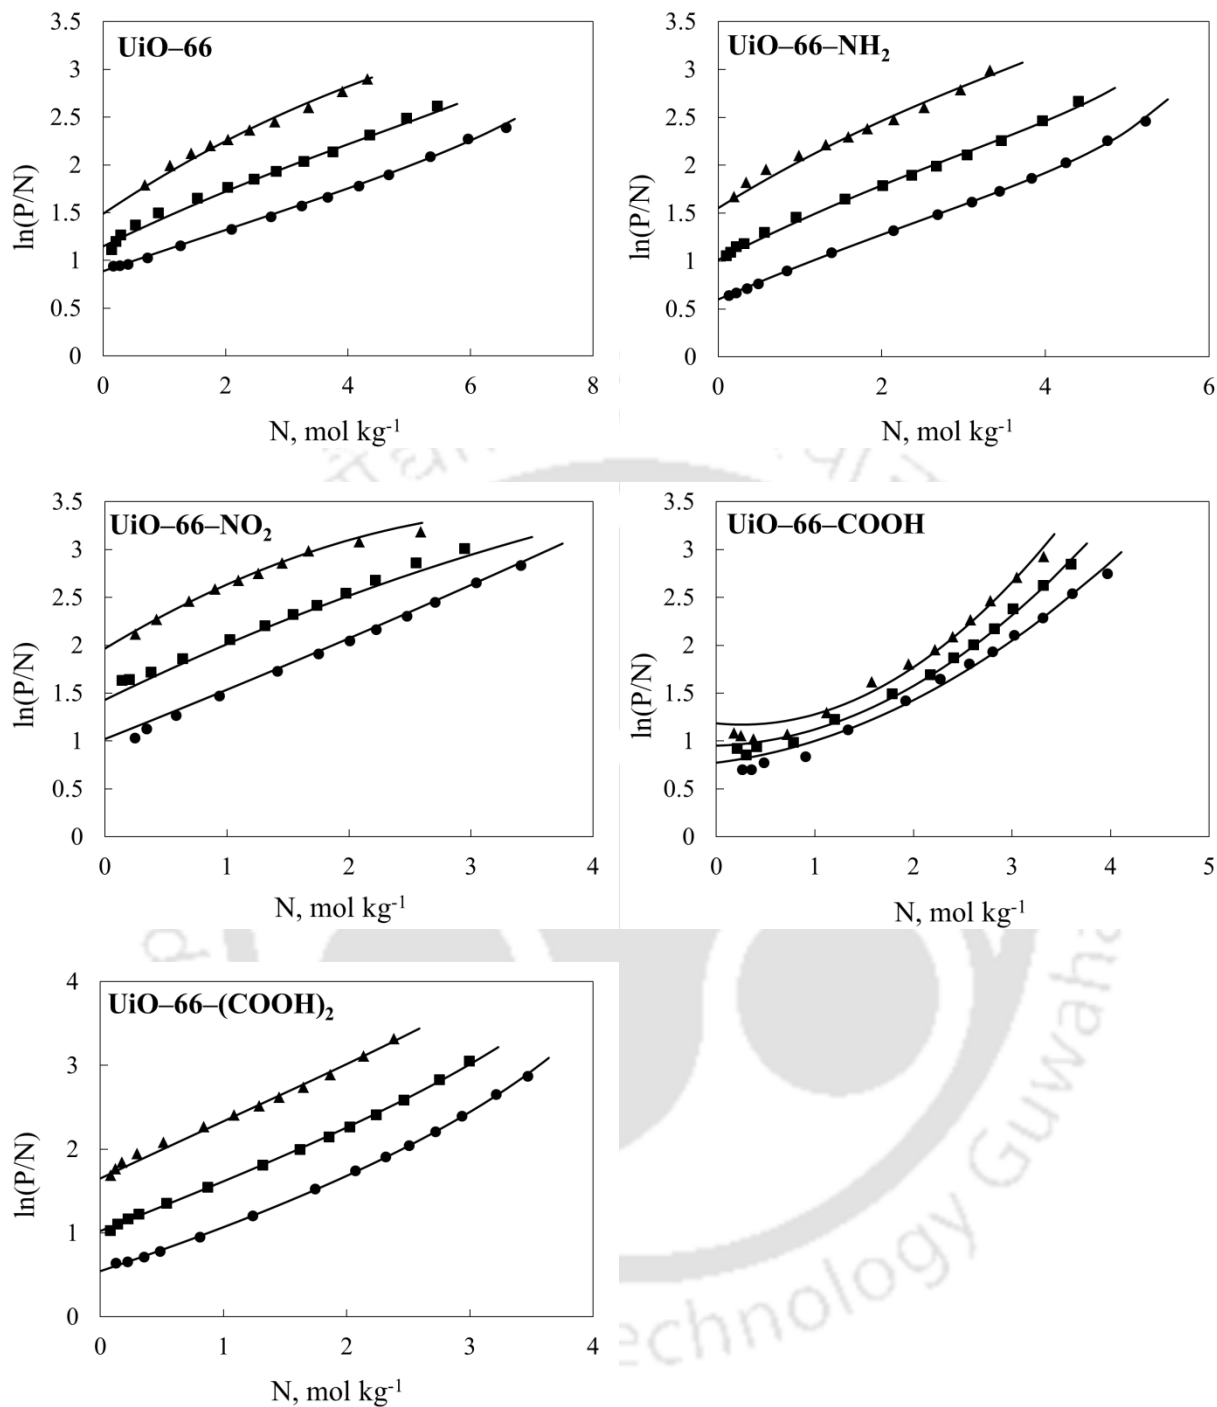 UiO–66
ln(P/N)
3.5
3
2.5
2
1.5
1
0.5
0
0 2 4 6 8
N, mol kg⁻¹
UiO–66–NH₂
ln(P/N)
3.5
3
2.5
2
1.5
1
0.5
0
0 2 4 6
N, mol kg⁻¹
UiO–66–NO₂
ln(P/N)
3.5
3
2.5
2
1.5
1
0.5
0
0 1 2 3 4
N, mol kg⁻¹
UiO–66–COOH
ln(P/N)
3.5
3
2.5
2
1.5
1
0.5
0
0 1 2 3 4 5
N, mol kg⁻¹
UiO–66–(COOH)₂
ln(P/N)
4
3
2
1
0
0 1 2 3 4
N, mol kg⁻¹
echnology Guwaha